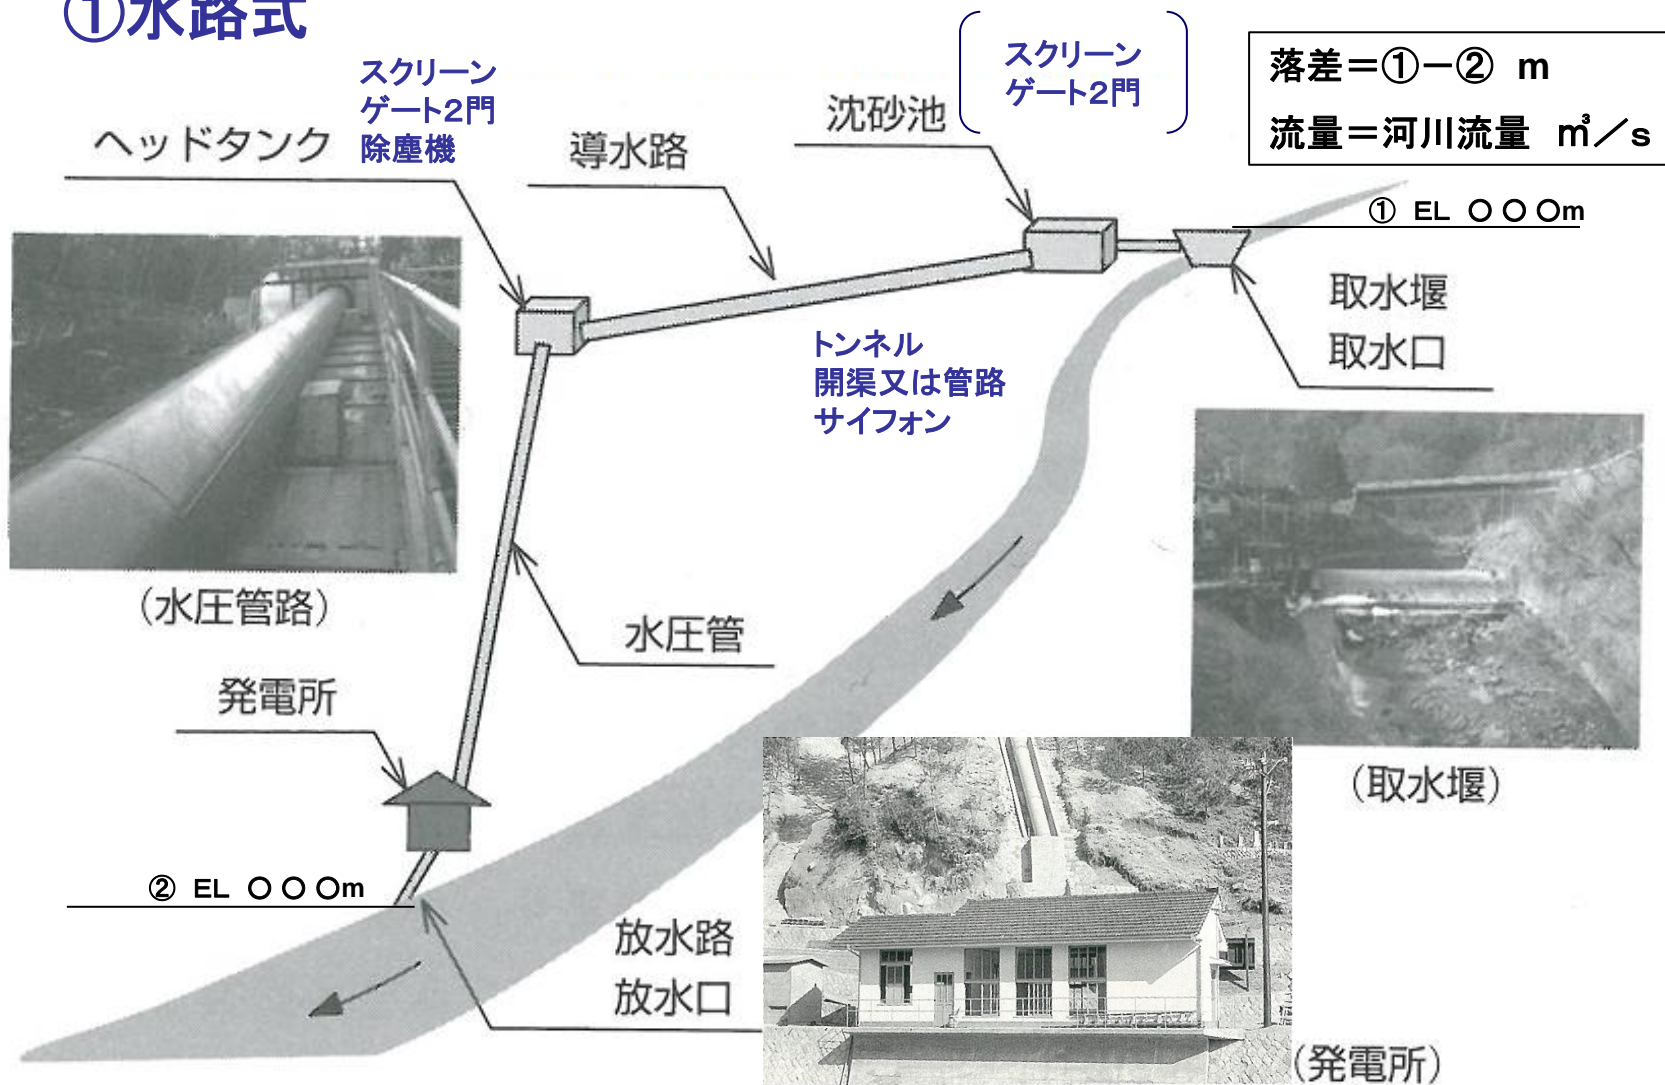 ①水路式
スクリーン
ゲート2門
除塵機
ヘッドタンク
導水路
沈砂池
スクリーン
ゲート2門
落差＝①－② m
流量＝河川流量 ㎥／s
① EL 〇〇〇m
取水堰
取水口
トンネル
開渠又は管路
サイフォン
(水圧管路)
水圧管
(取水堰)
発電所
② EL 〇〇〇m
放水路
放水口
(発電所)